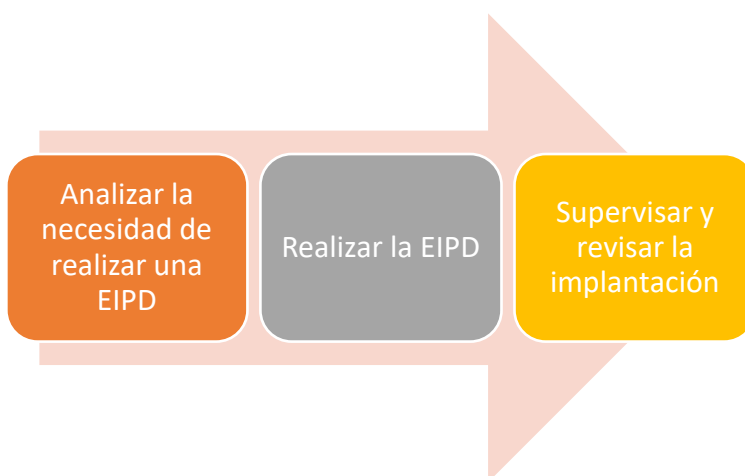 Analizar la
necesidad de
realizar una
EIPD
Realizar la EIPD
Supervisar y
revisar la
implantación